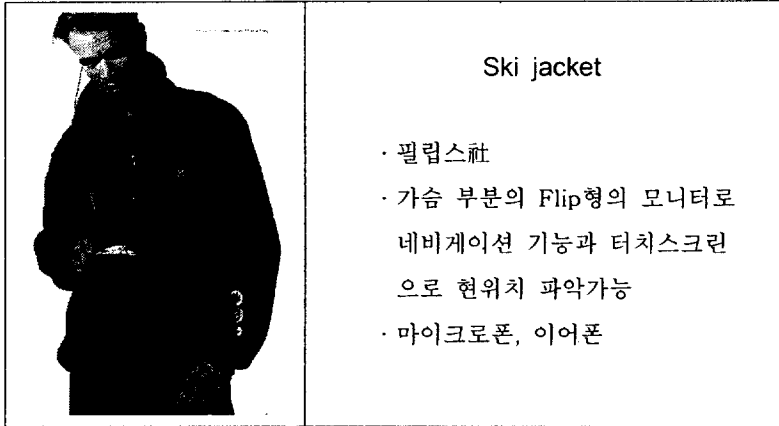 Ski jacket
· 필립스社
· 가슴 부분의 Flip형의 모니터로
네비게이션 기능과 터치스크린
으로 현위치 파악가능
· 마이크로폰, 이어폰